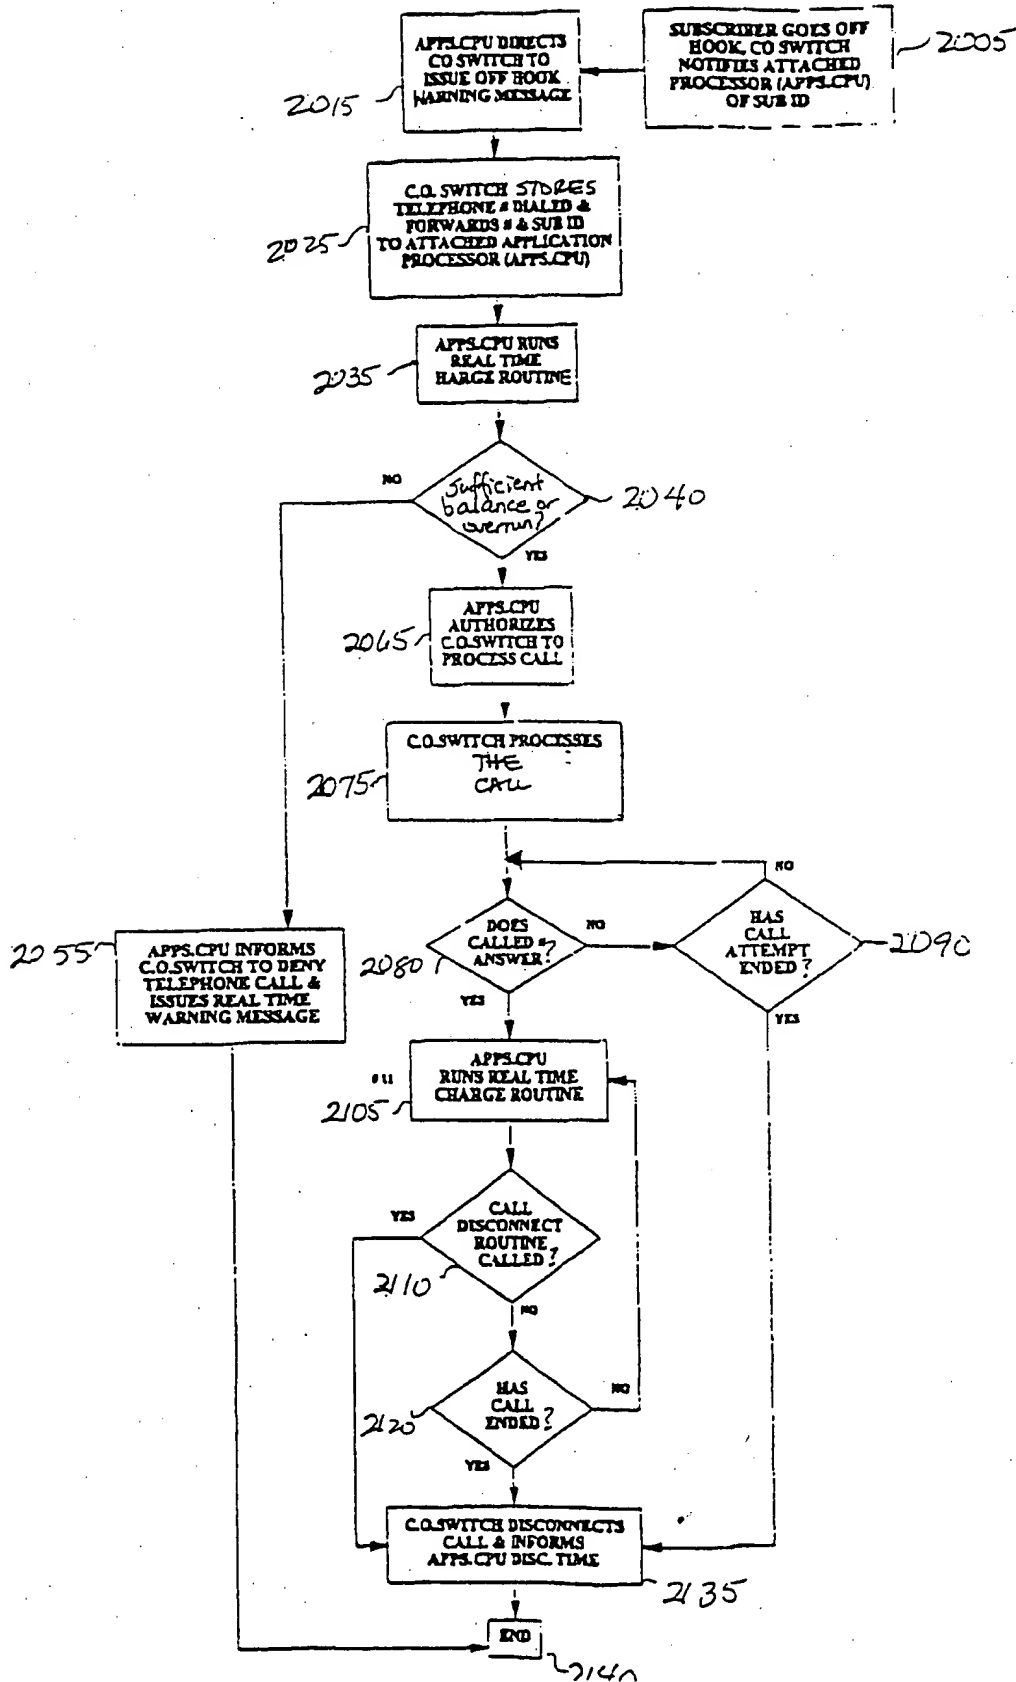 SUBSCRIBER GOES OFF
HOOK, CO SWITCH
NOTIFIES ATTACHED
PROCESSOR (APPS.CPU)
OF SUB ID
2005
APPS.CPU DIRECTS
CO SWITCH TO
ISSUE OFF HOOK
WARNING MESSAGE
2015
C.O. SWITCH STORES
TELEPHONE # DIALED &
FORWARDS # & SUB ID
TO ATTACHED APPLICATION
PROCESSOR (APPS.CPU)
2025
APPS.CPU RUNS
REAL TIME
HARGE ROUTINE
2035
NO
Sufficient
balance or
overrun?
2040
YES
APPS.CPU
AUTHORIZES
C.O.SWITCH TO
PROCESS CALL
2065
C.O.SWITCH PROCESSES
THE
CALL
2075
NO
DOES
CALLED #
ANSWER?
2080
NO
YES
HAS
CALL
ATTEMPT
ENDED?
2090
YES
2055
APPS.CPU INFORMS
C.O.SWITCH TO DENY
TELEPHONE CALL &
ISSUES REAL TIME
WARNING MESSAGE
APPS.CPU
RUNS REAL TIME
CHARGE ROUTINE
2105
YES
CALL
DISCONNECT
ROUTINE
CALLED?
2110
NO
HAS
CALL
ENDED?
2120
NO
YES
C.O.SWITCH DISCONNECTS
CALL & INFORMS
APPS.CPU DISC. TIME
2135
END
2140